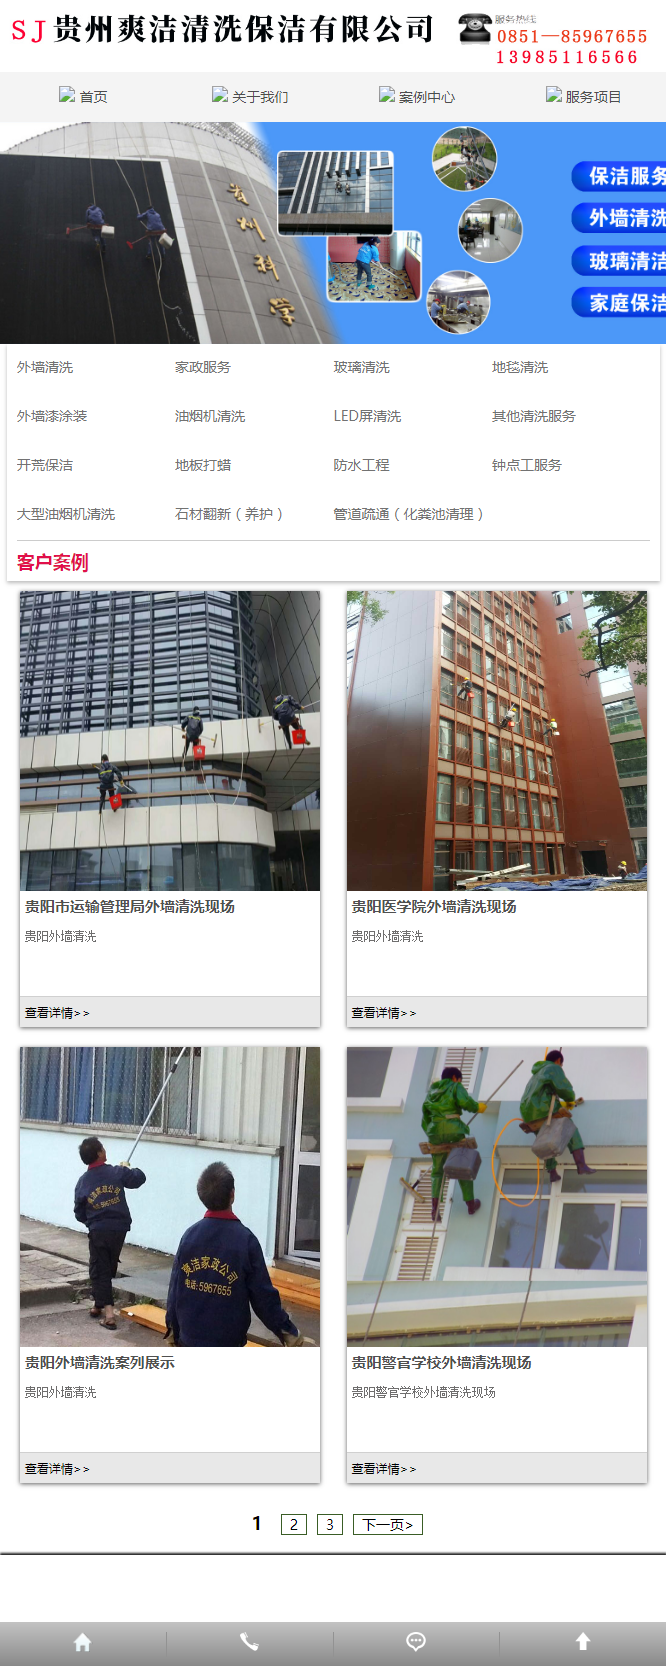 SJ 贵州爽洁清洗保洁有限公司
服务热线
0851—85967655
13985116566
首页 关于我们 案例中心 服务项目
贵州科学
保洁服务
外墙清洗
玻璃清洁
家庭保洁
外墙清洗 家政服务 玻璃清洗 地毯清洗
外墙漆涂装 油烟机清洗 LED屏清洗 其他清洗服务
开荒保洁 地板打蜡 防水工程 钟点工服务
大型油烟机清洗 石材翻新（养护） 管道疏通（化粪池清理）
客户案例
贵阳市运输管理局外墙清洗现场
贵阳外墙清洗
查看详情>>
贵阳医学院外墙清洗现场
贵阳外墙清洗
查看详情>>
爽洁家政公司
5967655
爽洁家政公司
电话:5967655
贵阳外墙清洗案列展示
贵阳外墙清洗
查看详情>>
贵阳警官学校外墙清洗现场
贵阳警官学校外墙清洗现场
查看详情>>
1 2 3 下一页>